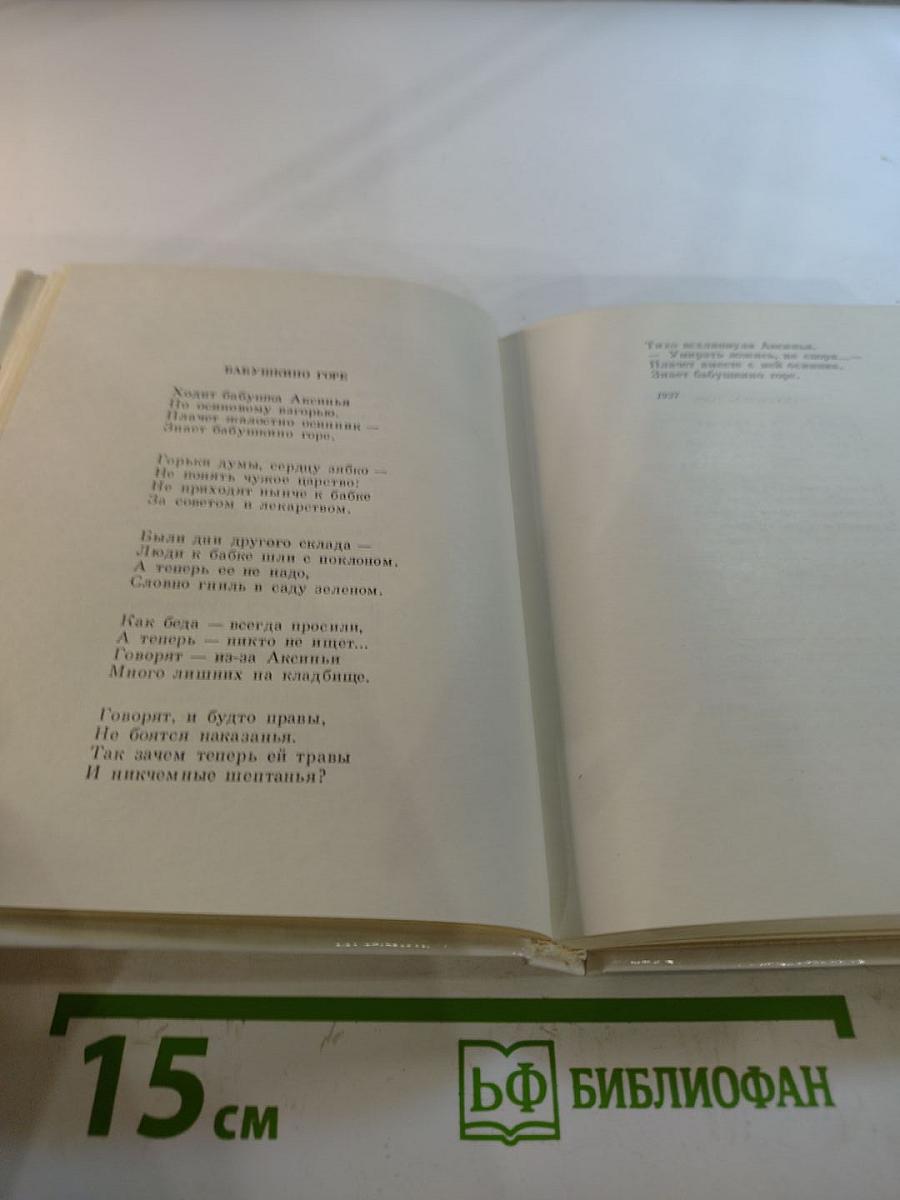 БАБУШКИНО ГОРЕ
Ходит бабушка Аксинья
По осиновому взгорью.
Плачет жалостно осинник —
Знает бабушкино горе.
Горьки думы, сердцу зябко —
Не понять чужое царство:
Не приходят нынче к бабке
За советом и лекарством.
Были дни другого склада —
Люди к бабке шли с поклоном.
А теперь ее не надо,
Словно гниль в саду зеленом.
Как беда — всегда просили,
А теперь — никто не ищет...
Говорят — из-за Аксиньи
Много лишних на кладбище.
Говорят, и будто правы,
Не боятся наказанья.
Так зачем теперь ей травы
И никчемные шептанья?
Тихо всхлипнула Аксинья.
— Умирать ложись, не споря...—
Плачет вместе с ней осинник.
Знает бабушкино горе.
1937
15 см
БФ БИБЛИОФАН